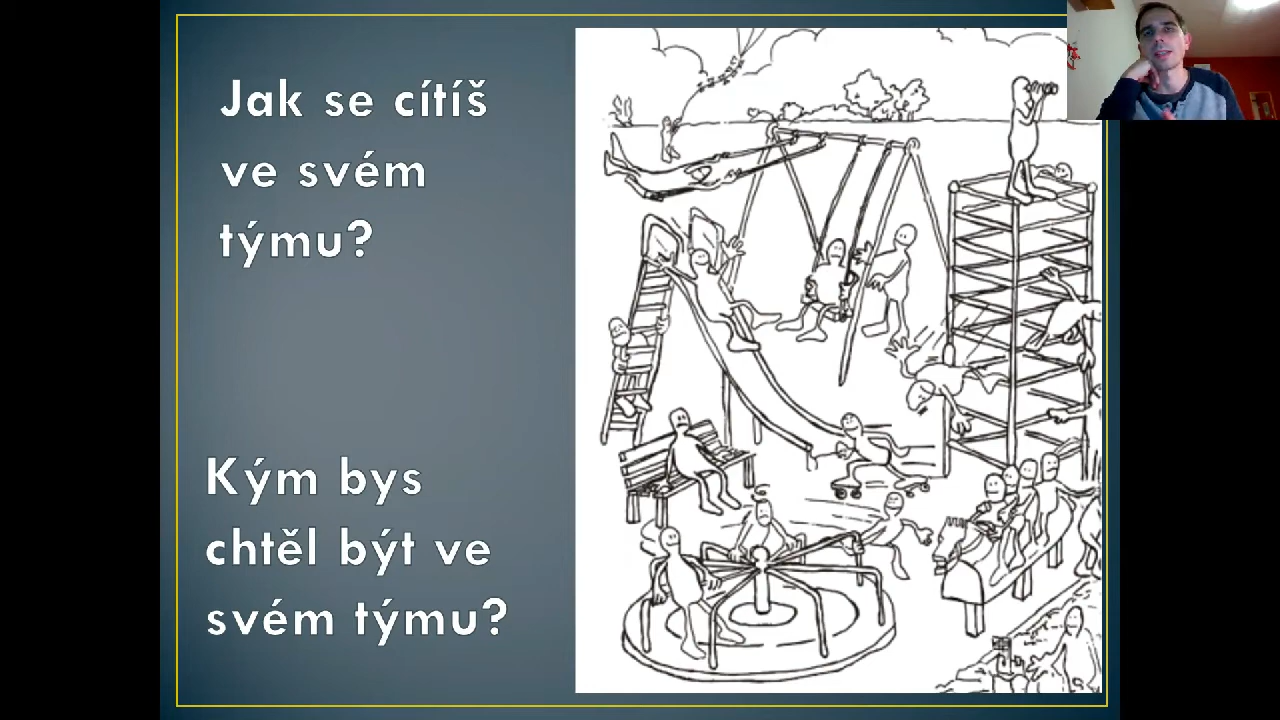 Jak se cítíš
ve svém
týmu?
Kým bys
chtěl být ve
svém týmu?